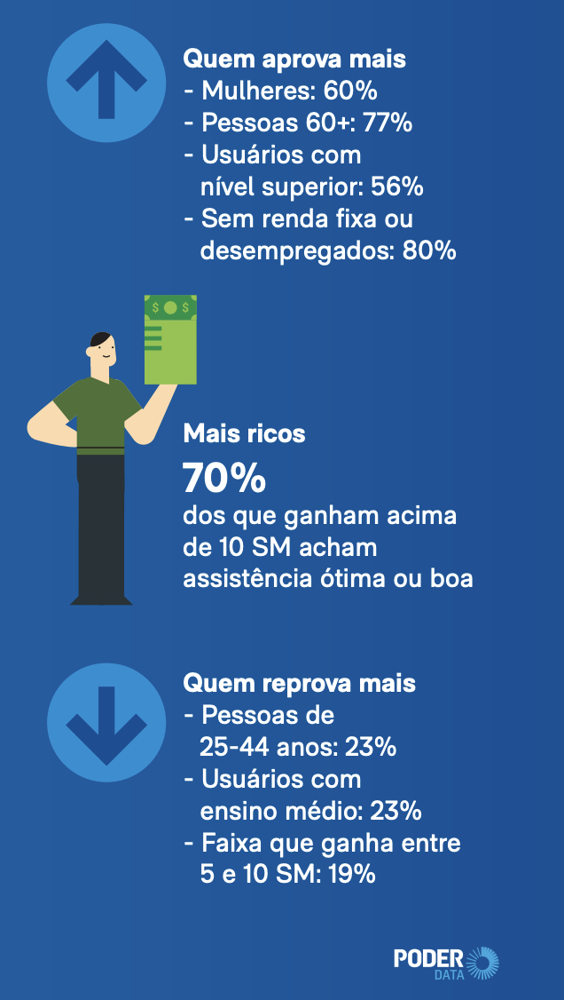 Quem aprova mais
- Mulheres: 60%
- Pessoas 60+: 77%
- Usuários com
nível superior: 56%
- Sem renda fixa ou
desempregados: 80%
$ $
Mais ricos
70%
dos que ganham acima
de 10 SM acham
assistência ótima ou boa
Quem reprova mais
- Pessoas de
25-44 anos: 23%
- Usuários com
ensino médio: 23%
- Faixa que ganha entre
5 e 10 SM: 19%
PODER
DATA